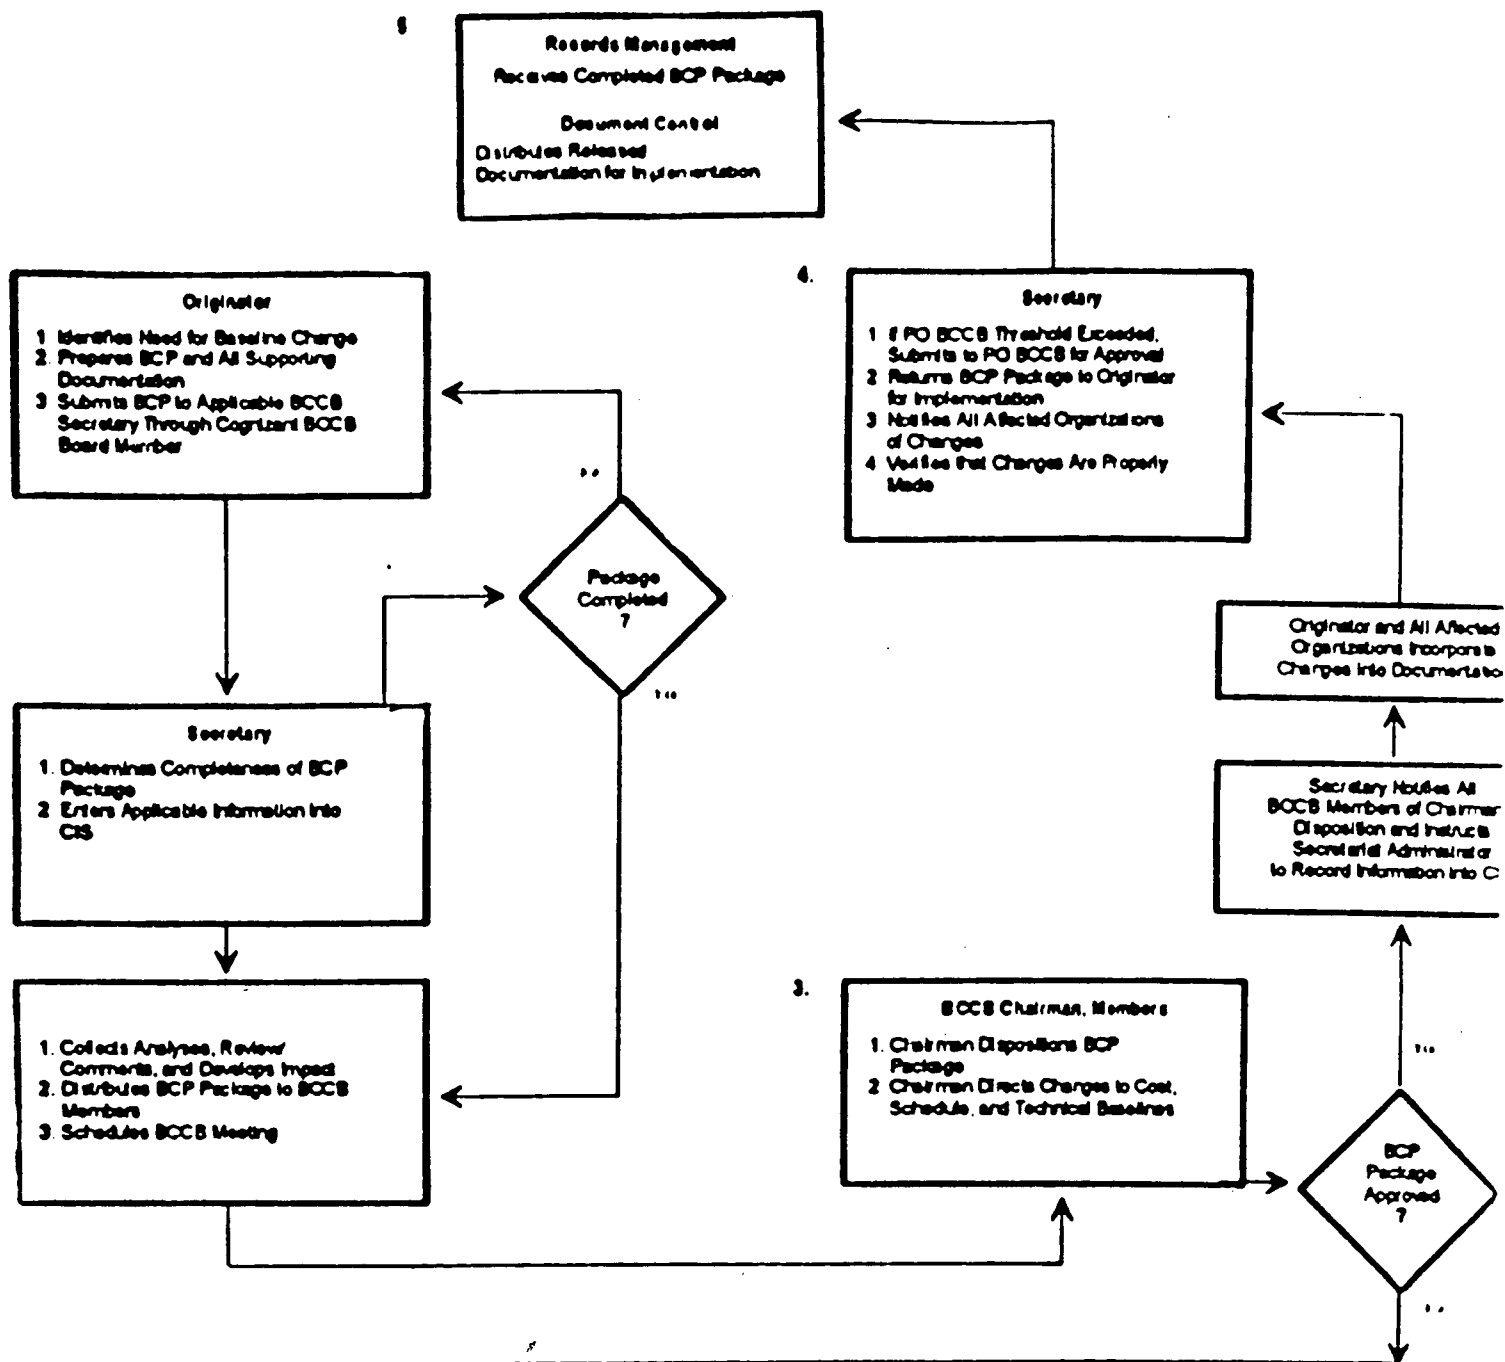 5
Records Management
Receives Completed BCP Package
Document Control
Distributes Released
Documentation for Implementation
Originator
1 Identifies Need for Baseline Change
2. Prepares BCP and All Supporting
Documentation
3 Submits BCP to Applicable BCCB
Secretary Through Cognizant BCCB
Board Member
4.
Secretary
1 If PO BCCB Threshold Exceeded,
Submits to PO BCCB for Approval
2 Returns BCP Package to Originator
for Implementation
3 Notifies All Affected Organizations
of Changes
4 Verifies that Changes Are Properly
Made
No
Package
Completed
?
Yes
Originator and All Affected
Organizations Incorporate
Changes Into
Secretary
1. Determines Completeness of BCP
Package
2 Enters Applicable Information Into
CIS
Secretary Notifies All
BCCB Members of
Disposition and Instructs
Secretariat Administrator
to Record Information into
1. Collects Analyses, Review
Comments, and Develops Impact
2. Distributes BCP Package to BCCB
Members
3. Schedules BCCB Meeting
3.
BCCB Chairman, Members
1. Chairman Dispositions BCP
Package
2 Chairman Directs Changes to Cost,
Schedule, and Technical Baselines
Yes
BCP
Package
Approved
?